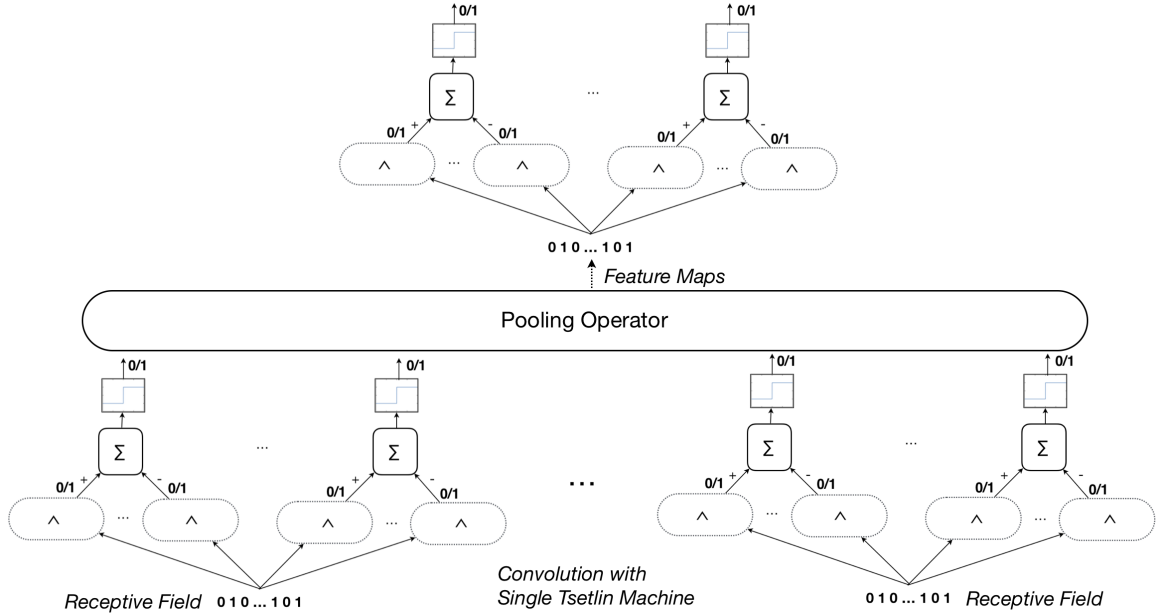 0/1 0/1
Σ ... Σ
0/1 + - 0/1 0/1 + - 0/1
∧ ... ∧ ∧ ... ∧
0 1 0 ... 1 0 1
Feature Maps
Pooling Operator
0/1 0/1 0/1 0/1
Σ ... Σ Σ ... Σ
0/1 + - 0/1 0/1 + - 0/1 ... 0/1 + - 0/1 0/1 + - 0/1
∧ ... ∧ ∧ ... ∧ ∧ ... ∧ ∧ ... ∧
Convolution with
Single Tsetlin Machine
Receptive Field 0 1 0 ... 1 0 1
0 1 0 ... 1 0 1 Receptive Field